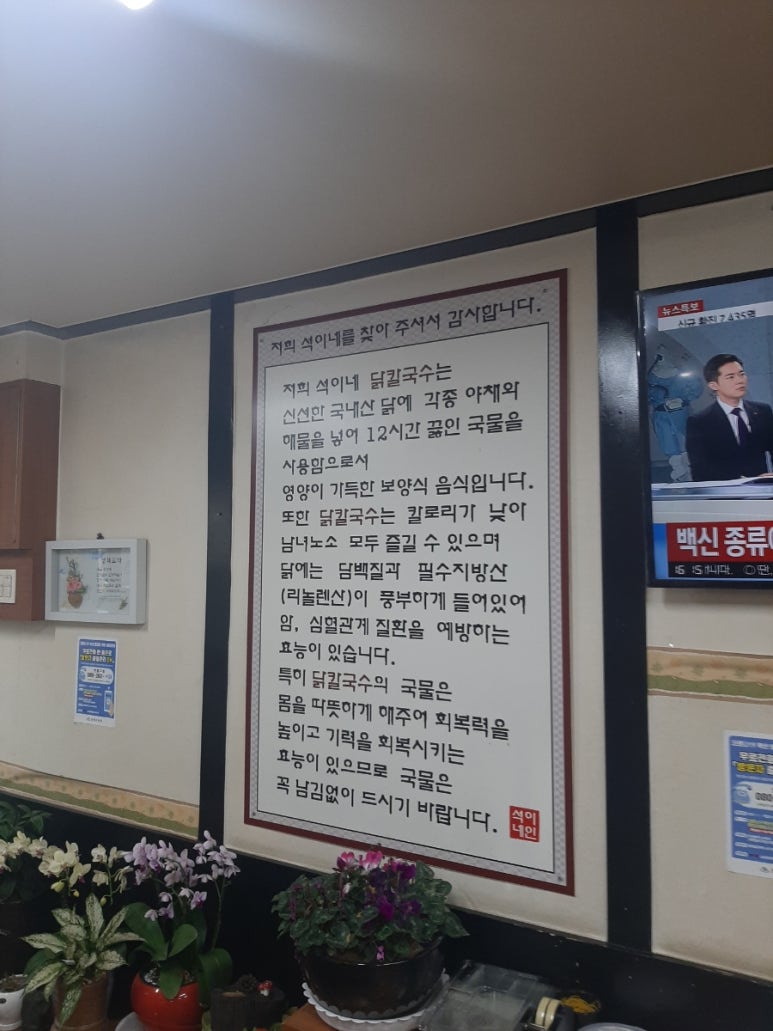 저희 석이네를 찾아 주셔서 감사합니다.
저희 석이네 닭칼국수는
신선한 국내산 닭에 각종 야채와
해물을 넣어 12시간 끓인 국물을
사용함으로서
영양이 가득한 보양식 음식입니다.
또한 닭칼국수는 칼로리가 낮아
남녀노소 모두 즐길 수 있으며
닭에는 담백질과 필수지방산
(리놀렌산)이 풍부하게 들어있어
암, 심혈관계 질환을 예방하는
효능이 있습니다.
특히 닭칼국수의 국물은
몸을 따뜻하게 해주어 회복력을
높이고 기력을 회복시키는
효능이 있으므로 국물은
꼭 남김없이 드시기 바랍니다.
석이
네인
뉴스특보
신규 확진 7,435명
백신 종류
080